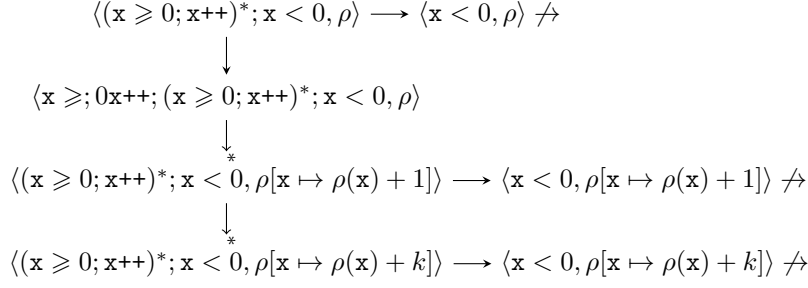 ⟨(x ⩾ 0; x++)*; x < 0, ρ⟩ ⟶ ⟨x < 0, ρ⟩ ↛
⟨x ⩾; 0x++; (x ⩾ 0; x++)*; x < 0, ρ⟩
*
⟨(x ⩾ 0; x++)*; x < 0, ρ[x ↦ ρ(x) + 1]⟩ ⟶ ⟨x < 0, ρ[x ↦ ρ(x) + 1]⟩ ↛
*
⟨(x ⩾ 0; x++)*; x < 0, ρ[x ↦ ρ(x) + k]⟩ ⟶ ⟨x < 0, ρ[x ↦ ρ(x) + k]⟩ ↛